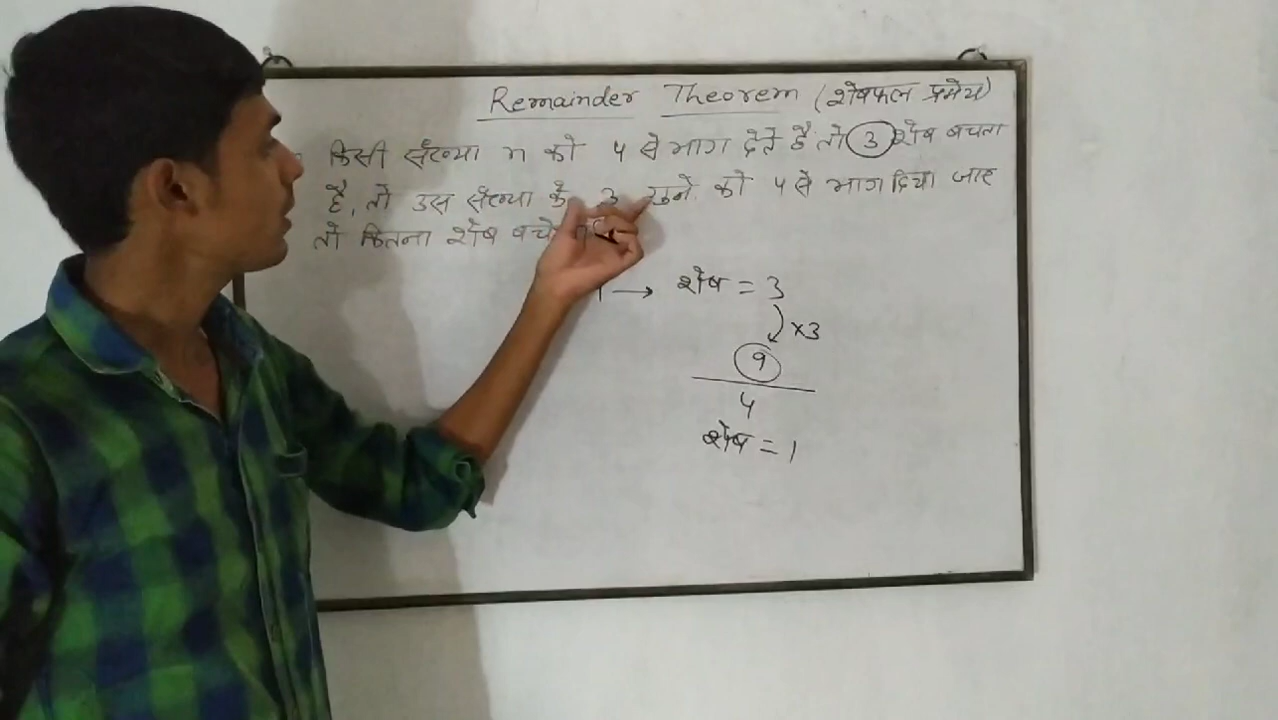 Remainder Theorem (शेषफल प्रमेय)
किसी संख्या n को 4 से भाग देते है तो 3 शेष बचता
है, तो उस संख्या के 3 गुने को 4 से भाग दिया जाए
तो कितना शेष बचे
→ शेष = 3
×3
9
4
शेष = 1